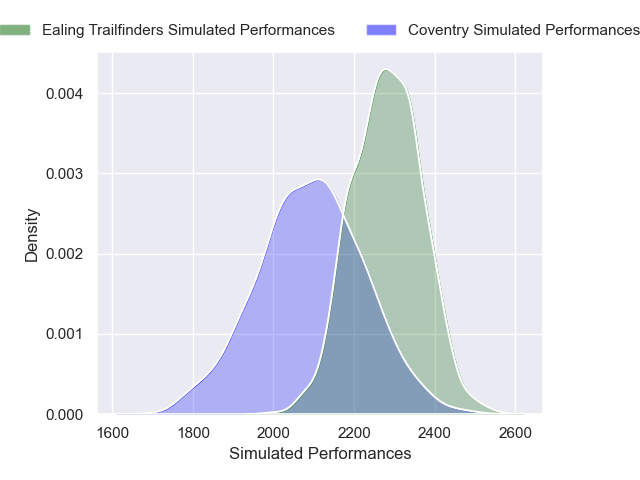 Ealing Trailfinders Simulated Performances
Coventry Simulated Performances
0.004
0.003
0.002
0.001
0.000
Density
1600
1800
2000
2200
2400
2600
Simulated Performances